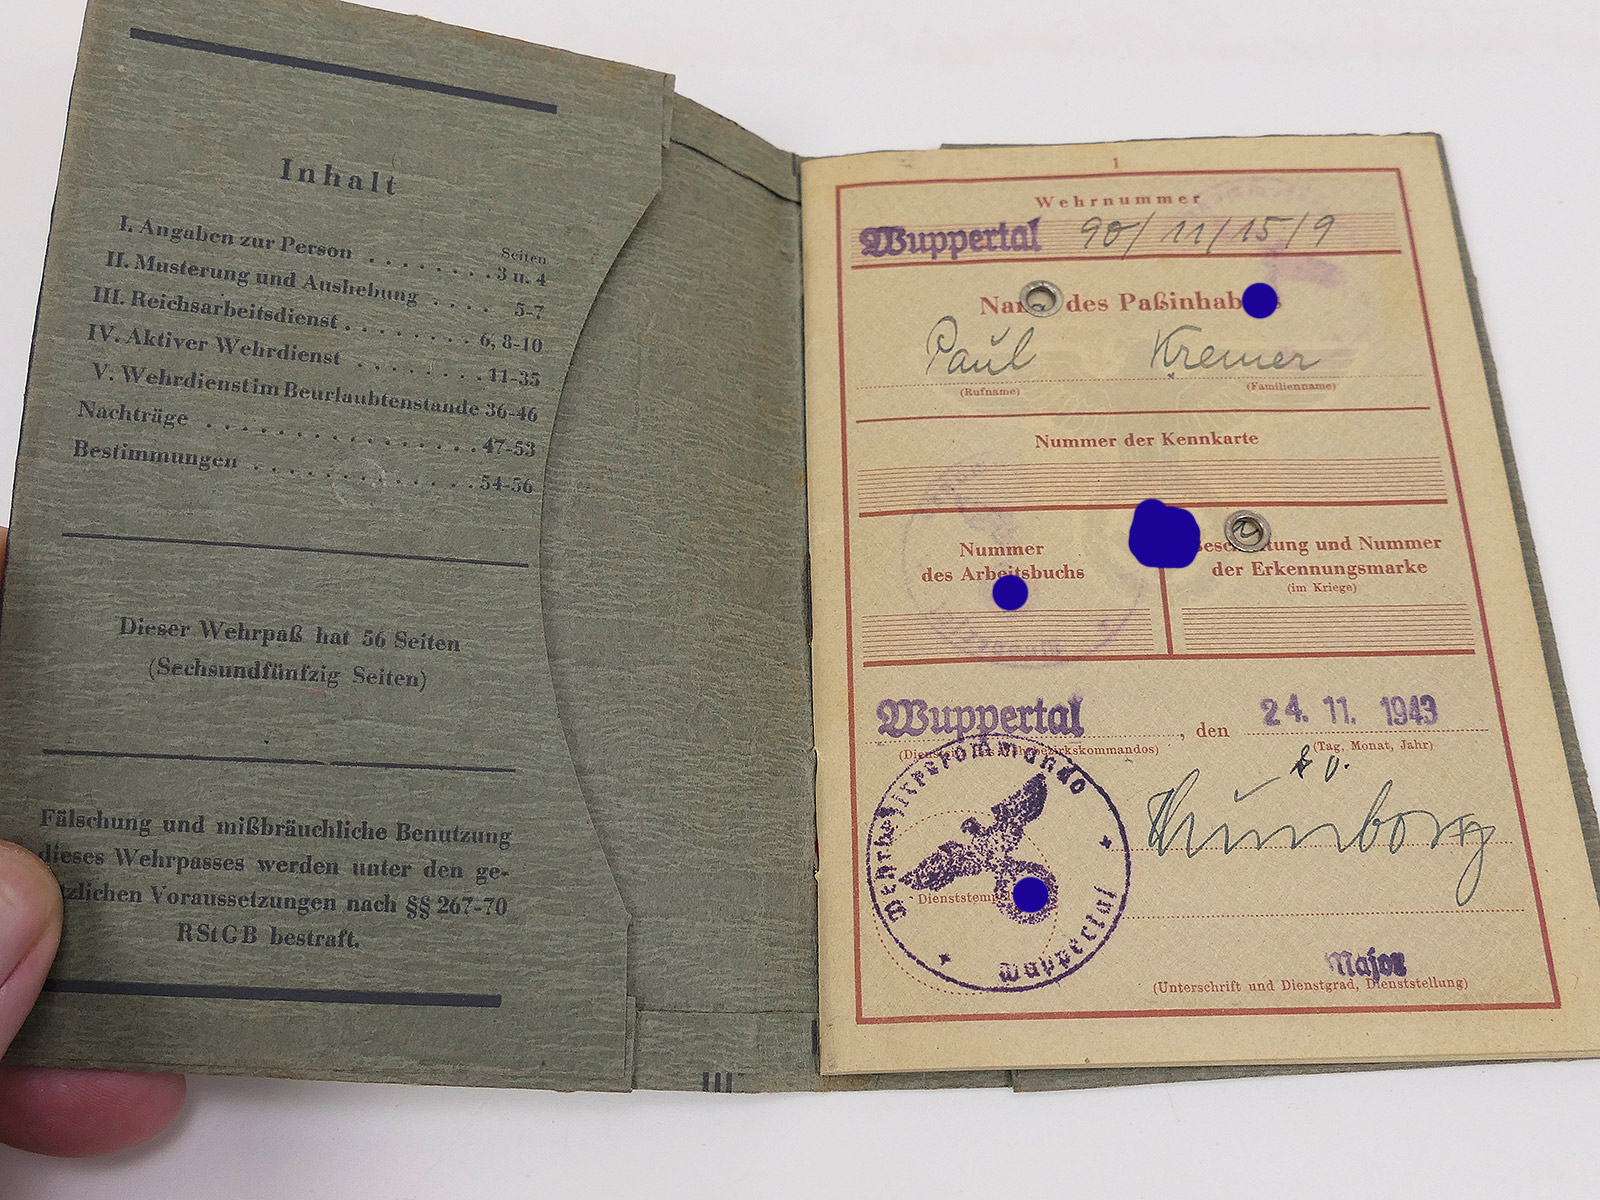 Inhalt
Seiten
I. Angaben zur Person . . . . . . . . 3 u. 4
II. Musterung und Aushebung . . . . . 5-7
III. Reichsarbeitsdienst . . . . . . . . 6, 8-10
IV. Aktiver Wehrdienst . . . . . . . . 11-35
V. Wehrdienst im Beurlaubtenstande 36-46
Nachträge . . . . . . . . . . . . . . . . . 47-53
Bestimmungen . . . . . . . . . . . . . . 54-56
Dieser Wehrpaß hat 56 Seiten
(Sechsundfünfzig Seiten)
Fälschung und mißbräuchliche Benutzung
dieses Wehrpasses werden unter den ge-
tzlichen Voraussetzungen nach §§ 267-70
RStGB bestraft.
1
Wehrnummer
Wuppertal 90/11/15/9
des Paßinhab
Paul Kremer
(Rufname) (Familienname)
Nummer der Kennkarte
Nummer
des Arbeitsbuchs
und Nummer
der Erkennungsmarke
(im Kriege)
Wuppertal, den 24. 11. 1943
(Tag, Monat, Jahr)
Wehrbezirkskommando
Wuppertal
Dienststempel
Major
(Unterschrift und Dienstgrad, Dienststellung)